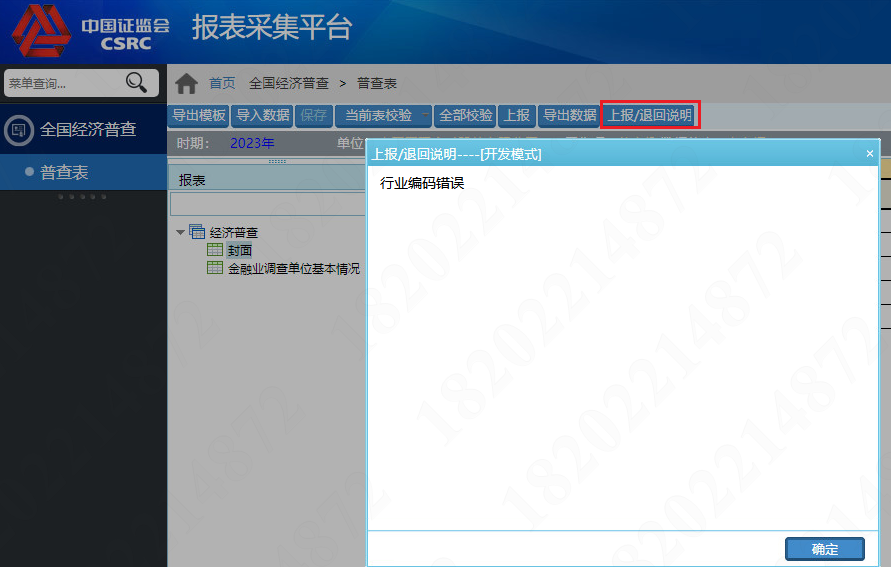 中国证监会
CSRC
报表采集平台
菜单查询...
首页 全国经济普查 > 普查表
导出模板 导入数据 保存 当前表校验 全部校验 上报 导出数据 上报/退回说明
全国经济普查
时期： 2023年 单位
普查表
上报/退回说明----[开发模式] ×
报表
行业编码错误
经济普查
封面
金融业调查单位基本情况
18202214872
18202214872
18202214872
确定